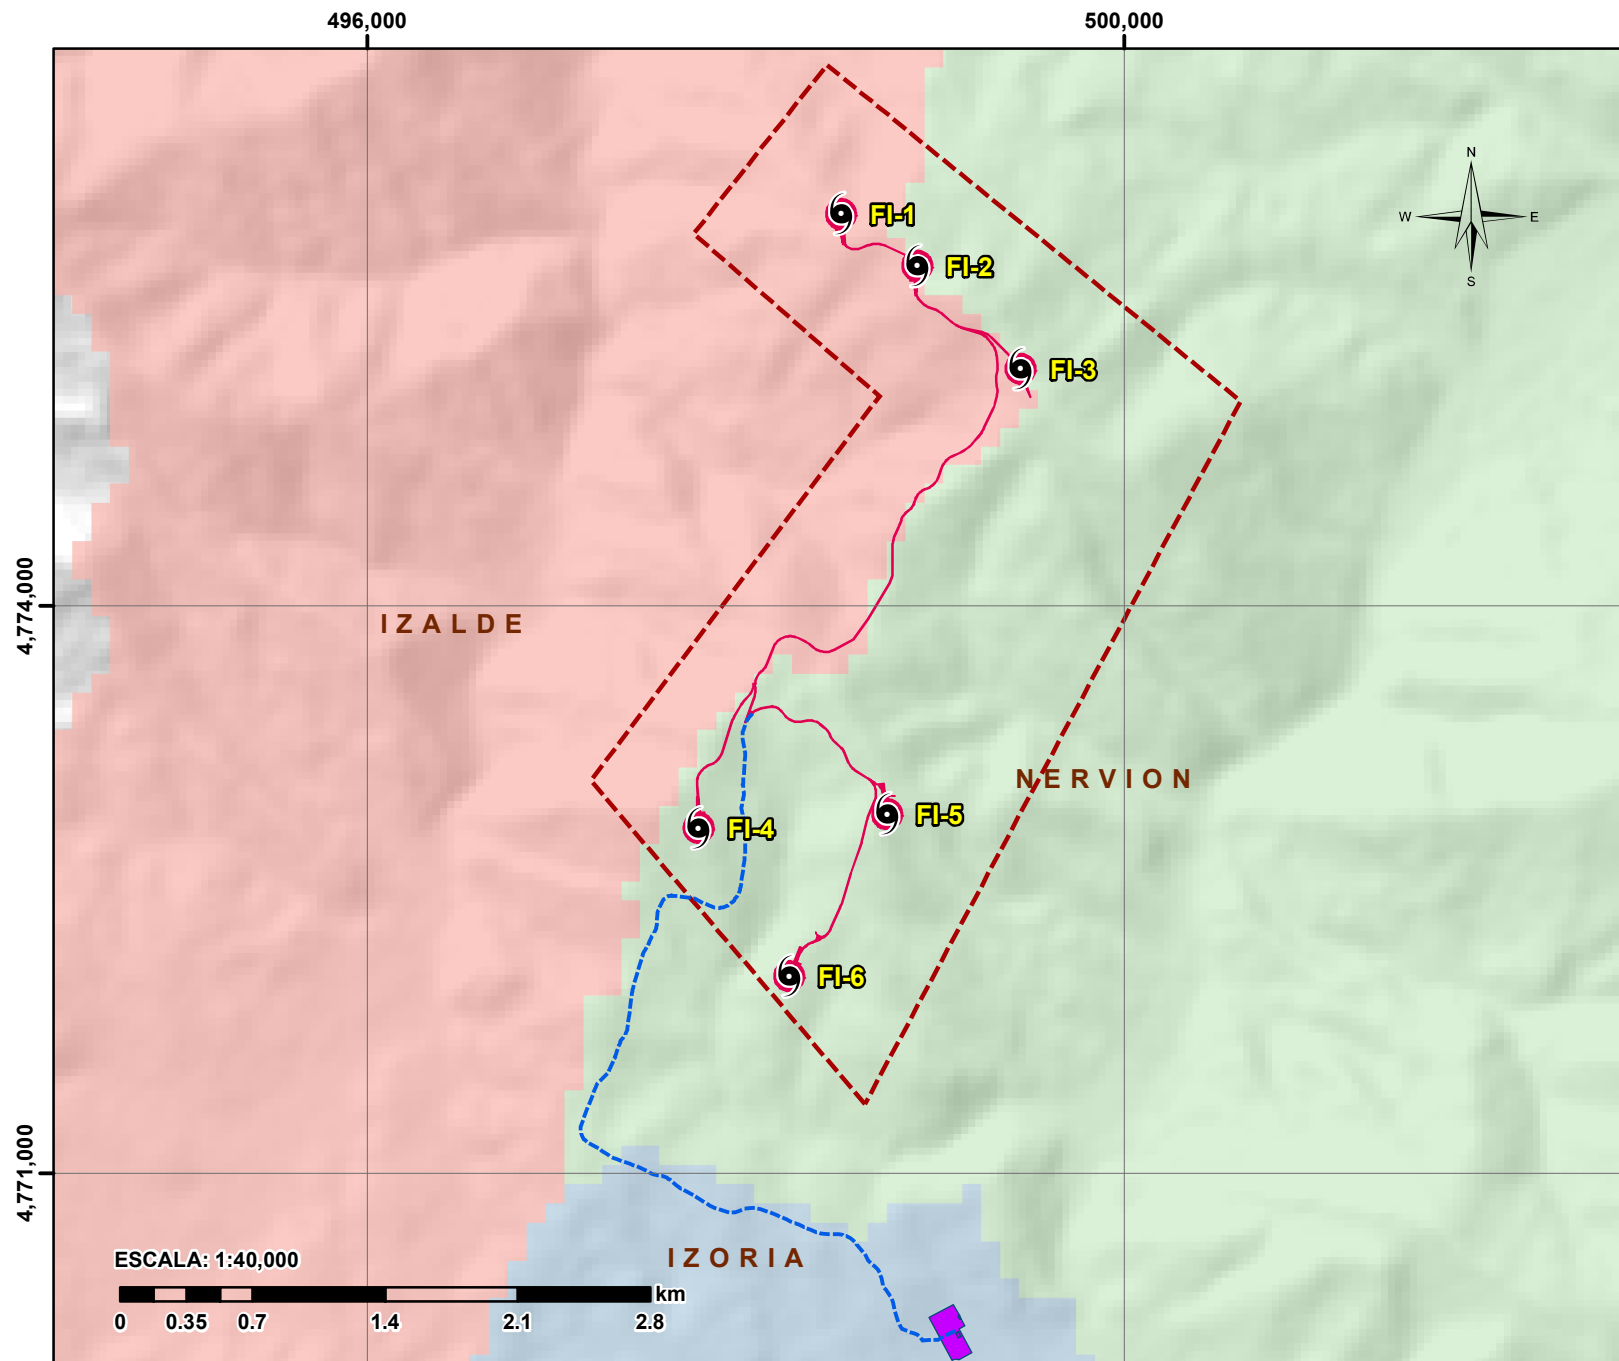 496,000
500,000
N
W
E
S
FI-1
FI-2
FI-3
4,774,000
IZALDE
NERVION
FI-4
FI-5
FI-6
4,771,000
IZORIA
ESCALA: 1:40,000
km
0 0.35 0.7 1.4 2.1 2.8